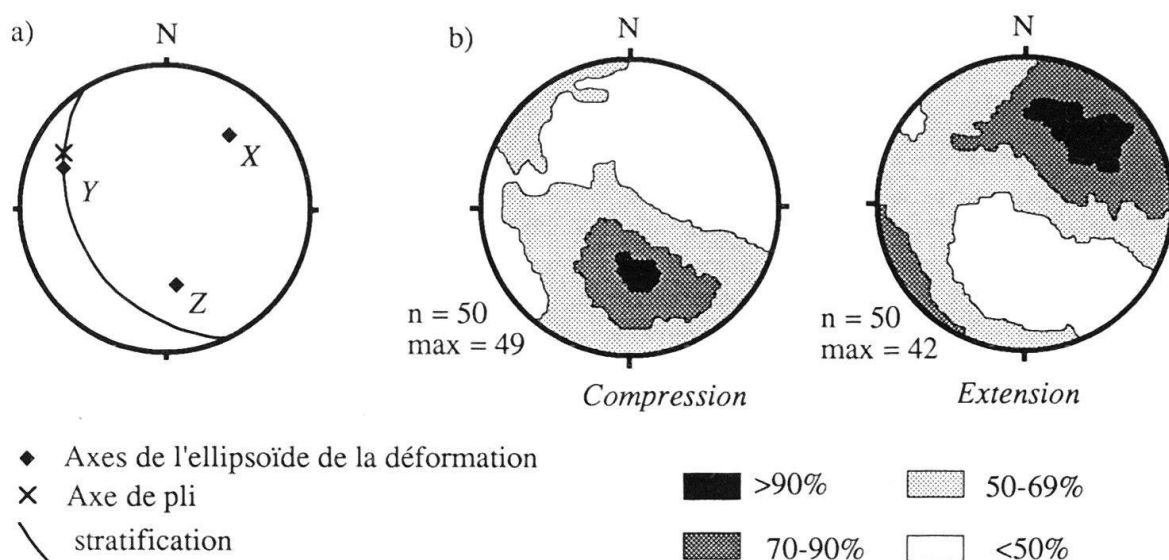 a)
N
X
Y
Z
b)
N
n = 50
max = 49
Compression
N
n = 50
max = 42
Extension
Axes de l'ellipsoïde de la déformation
Axe de pli
stratification
>90%
50-69%
70-90%
<50%